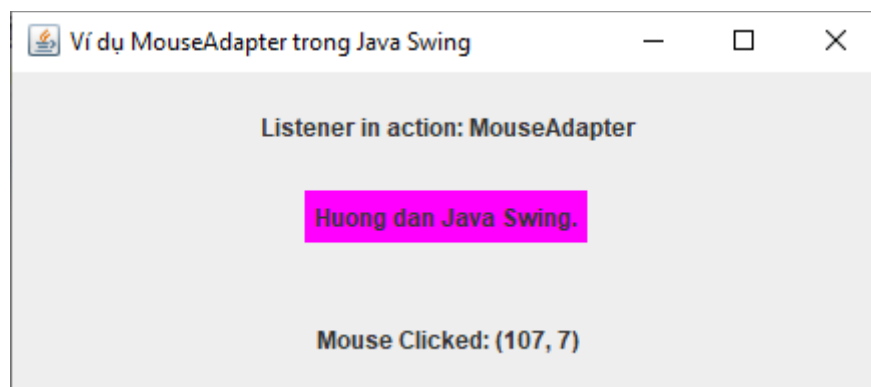 Ví dụ MouseAdapter trong Java Swing
Listener in action: MouseAdapter
Huong dan Java Swing.
Mouse Clicked: (107, 7)